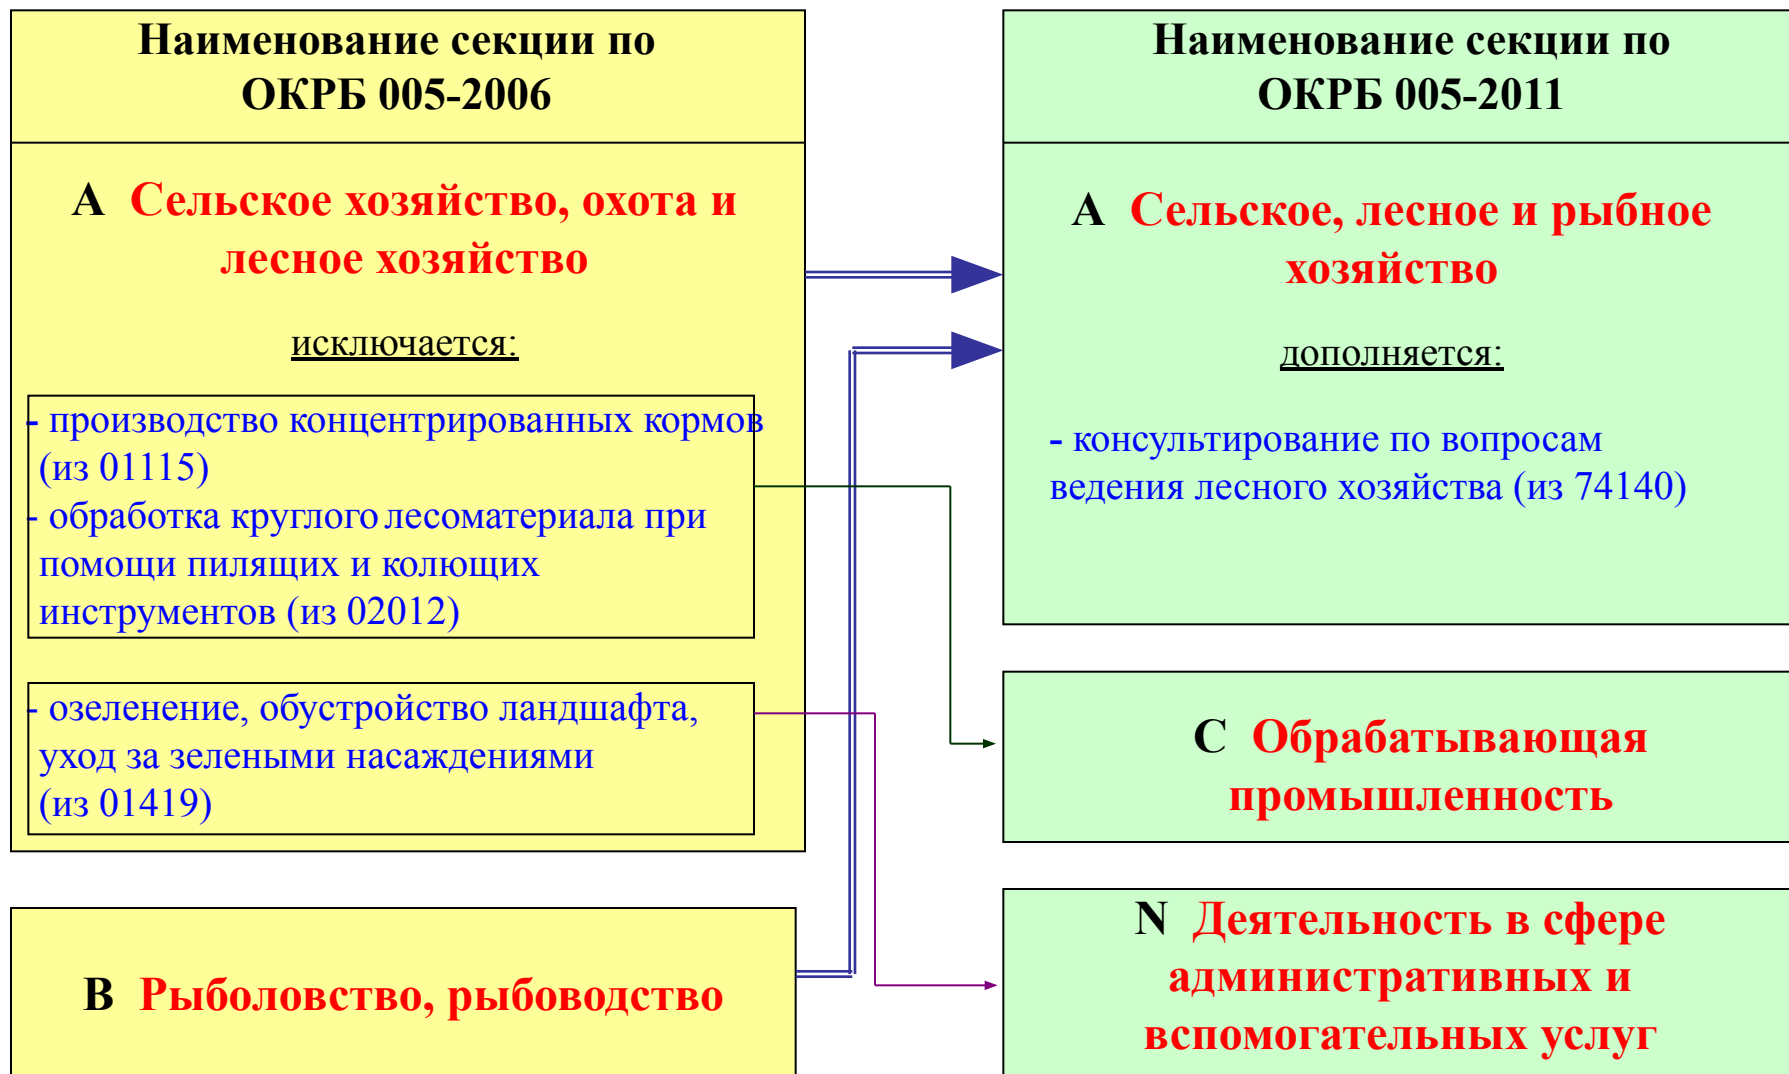 Наименование секции по
ОКРБ 005-2006
А Сельское хозяйство, охота и
лесное хозяйство
исключается:
- производство концентрированных кормов
(из 01115)
- обработка круглого лесоматериала при
помощи пилящих и колющих
инструментов (из 02012)
- озеленение, обустройство ландшафта,
уход за зелеными насаждениями
(из 01419)
В Рыболовство, рыбоводство
Наименование секции по
ОКРБ 005-2011
А Сельское, лесное и рыбное
хозяйство
дополняется:
- консультирование по вопросам
ведения лесного хозяйства (из 74140)
С Обрабатывающая
промышленность
N Деятельность в сфере
административных и
вспомогательных услуг